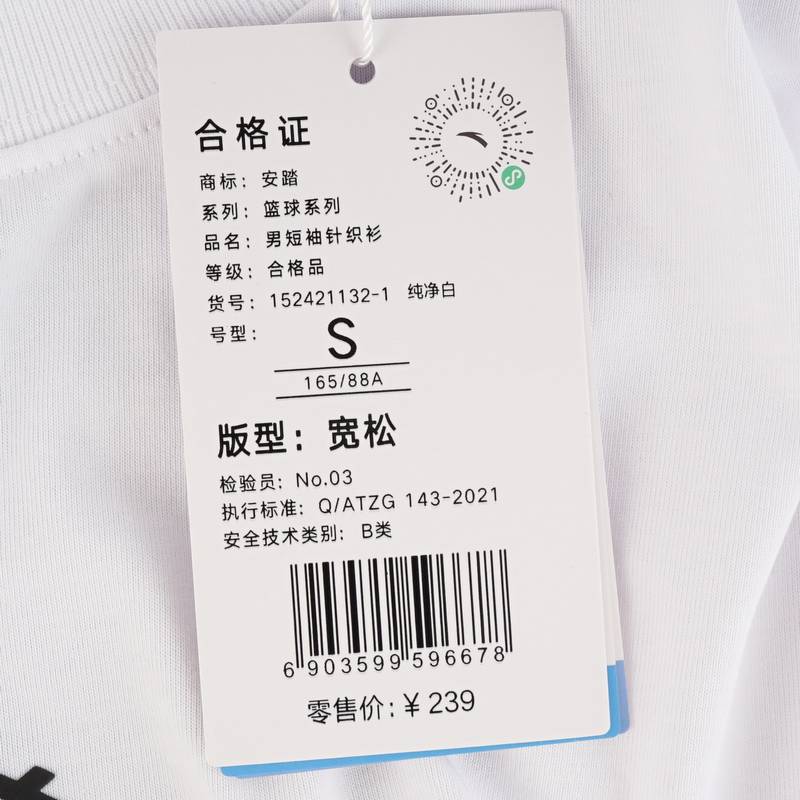 合格证
商标：安踏
系列：篮球系列
品名：男短袖针织衫
等级：合格品
货号：152421132-1 纯净白
号型：
S
165/88A
版型：宽松
检验员：No.03
执行标准：Q/ATZG 143-2021
安全技术类别：B类
6 903599 596678
零售价：￥239